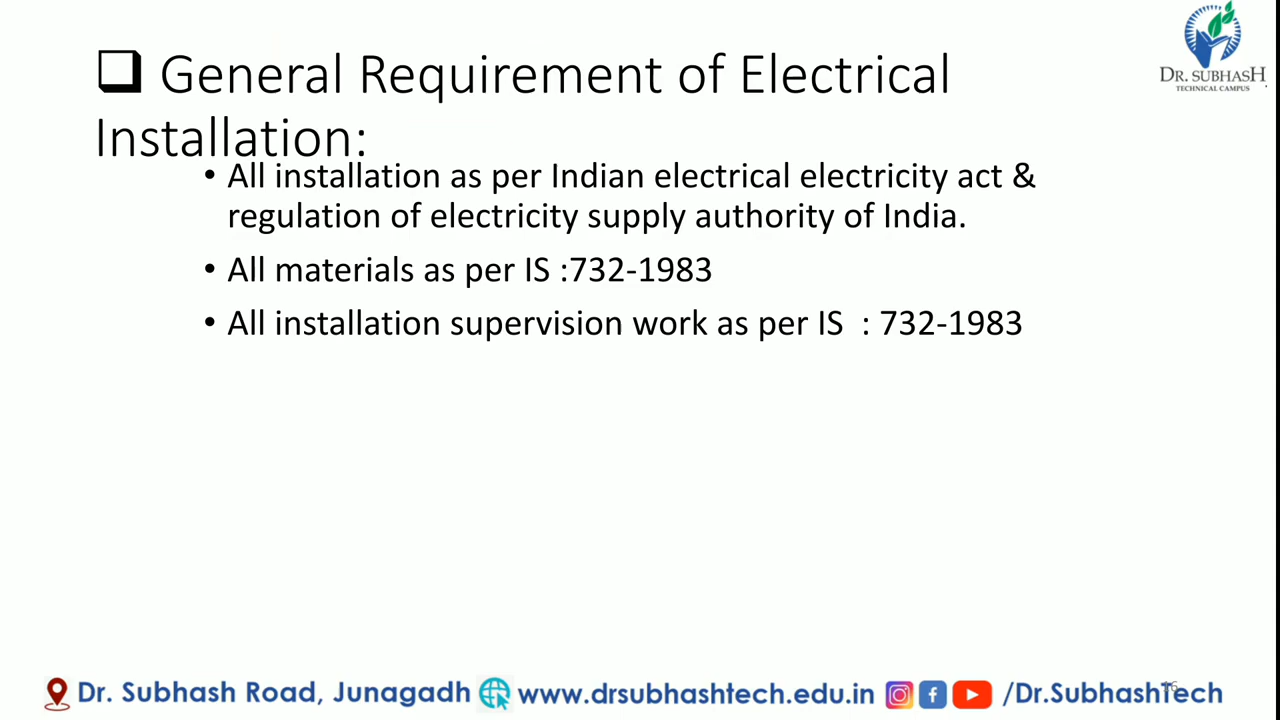 General Requirement of Electrical
Installation:
• All installation as per Indian electrical electricity act &
regulation of electricity supply authority of India.
• All materials as per IS :732-1983
• All installation supervision work as per IS : 732-1983
DR. SUBHASH
TECHNICAL CAMPUS
Dr. Subhash Road, Junagadh www.drsubhashtech.edu.in /Dr.SubhashTech
16